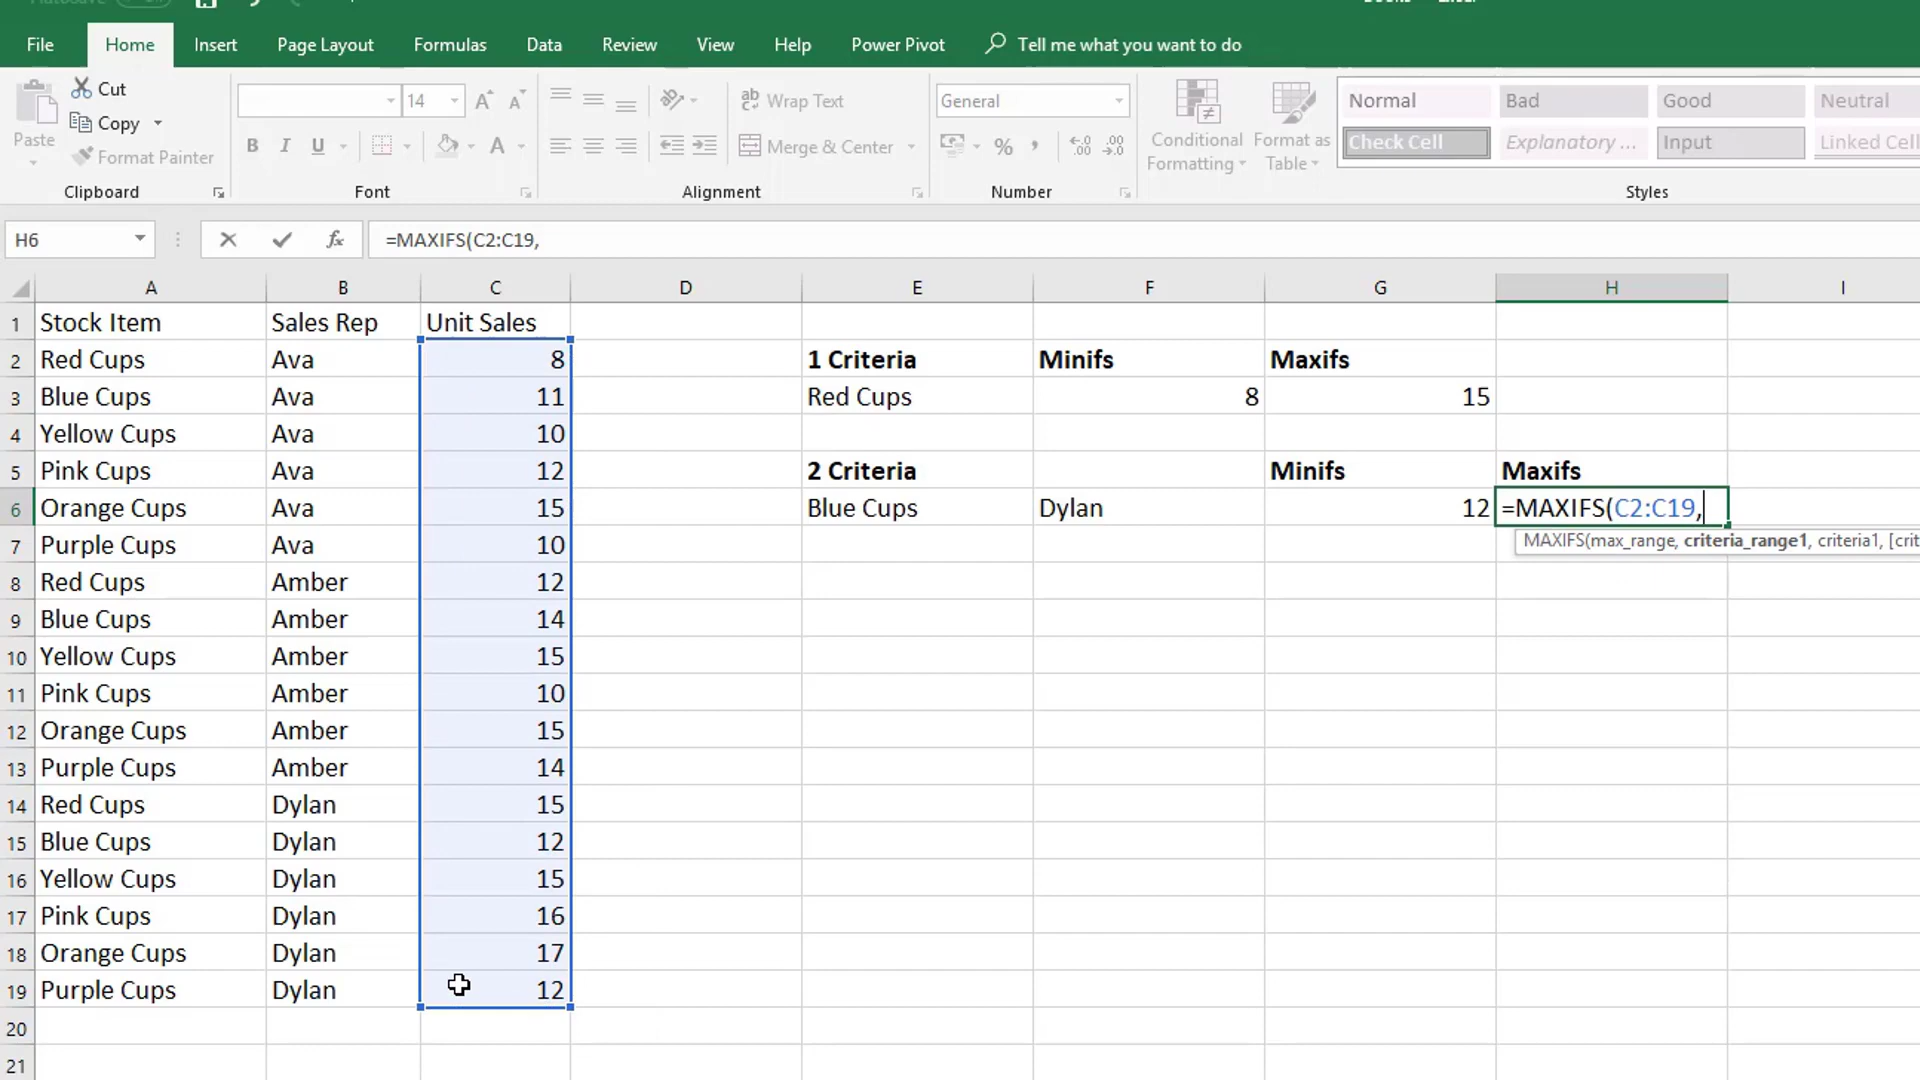 File Home Insert Page Layout Formulas Data Review View Help Power Pivot Tell me what you want to do
Paste
Cut
Copy
Format Painter
Clipboard
14
B I U
Font
Wrap Text
Merge & Center
Alignment
General
%
Number
Conditional
Formatting
Format as
Table
Normal Bad Good Neutral
Check Cell Explanatory ... Input Linked Cell
Styles
H6 fx =MAXIFS(C2:C19,
A B C D E F G H I
1 Stock Item Sales Rep Unit Sales
2 Red Cups Ava 8 1 Criteria Minifs Maxifs
3 Blue Cups Ava 11 Red Cups 8 15
4 Yellow Cups Ava 10
5 Pink Cups Ava 12 2 Criteria Minifs Maxifs
6 Orange Cups Ava 15 Blue Cups Dylan 12 =MAXIFS(C2:C19,
7 Purple Cups Ava 10 MAXIFS(max_range, criteria_range1, criteria1, [crit
8 Red Cups Amber 12
9 Blue Cups Amber 14
10 Yellow Cups Amber 15
11 Pink Cups Amber 10
12 Orange Cups Amber 15
13 Purple Cups Amber 14
14 Red Cups Dylan 15
15 Blue Cups Dylan 12
16 Yellow Cups Dylan 15
17 Pink Cups Dylan 16
18 Orange Cups Dylan 17
19 Purple Cups Dylan 12
20
21